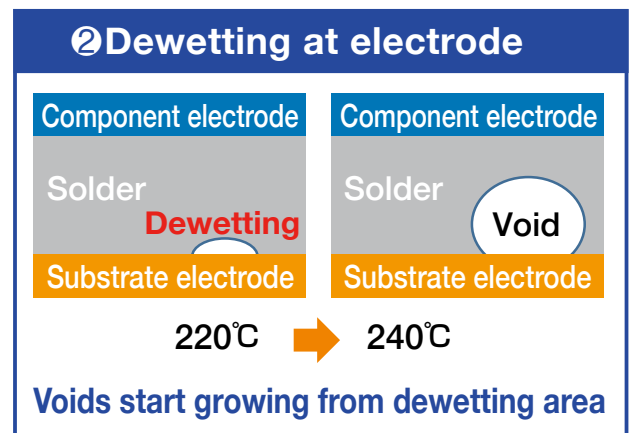 ❷Dewetting at electrode
Component electrode
Solder
Dewetting
Substrate electrode
Component electrode
Solder
Void
Substrate electrode
220℃ 240℃
Voids start growing from dewetting area